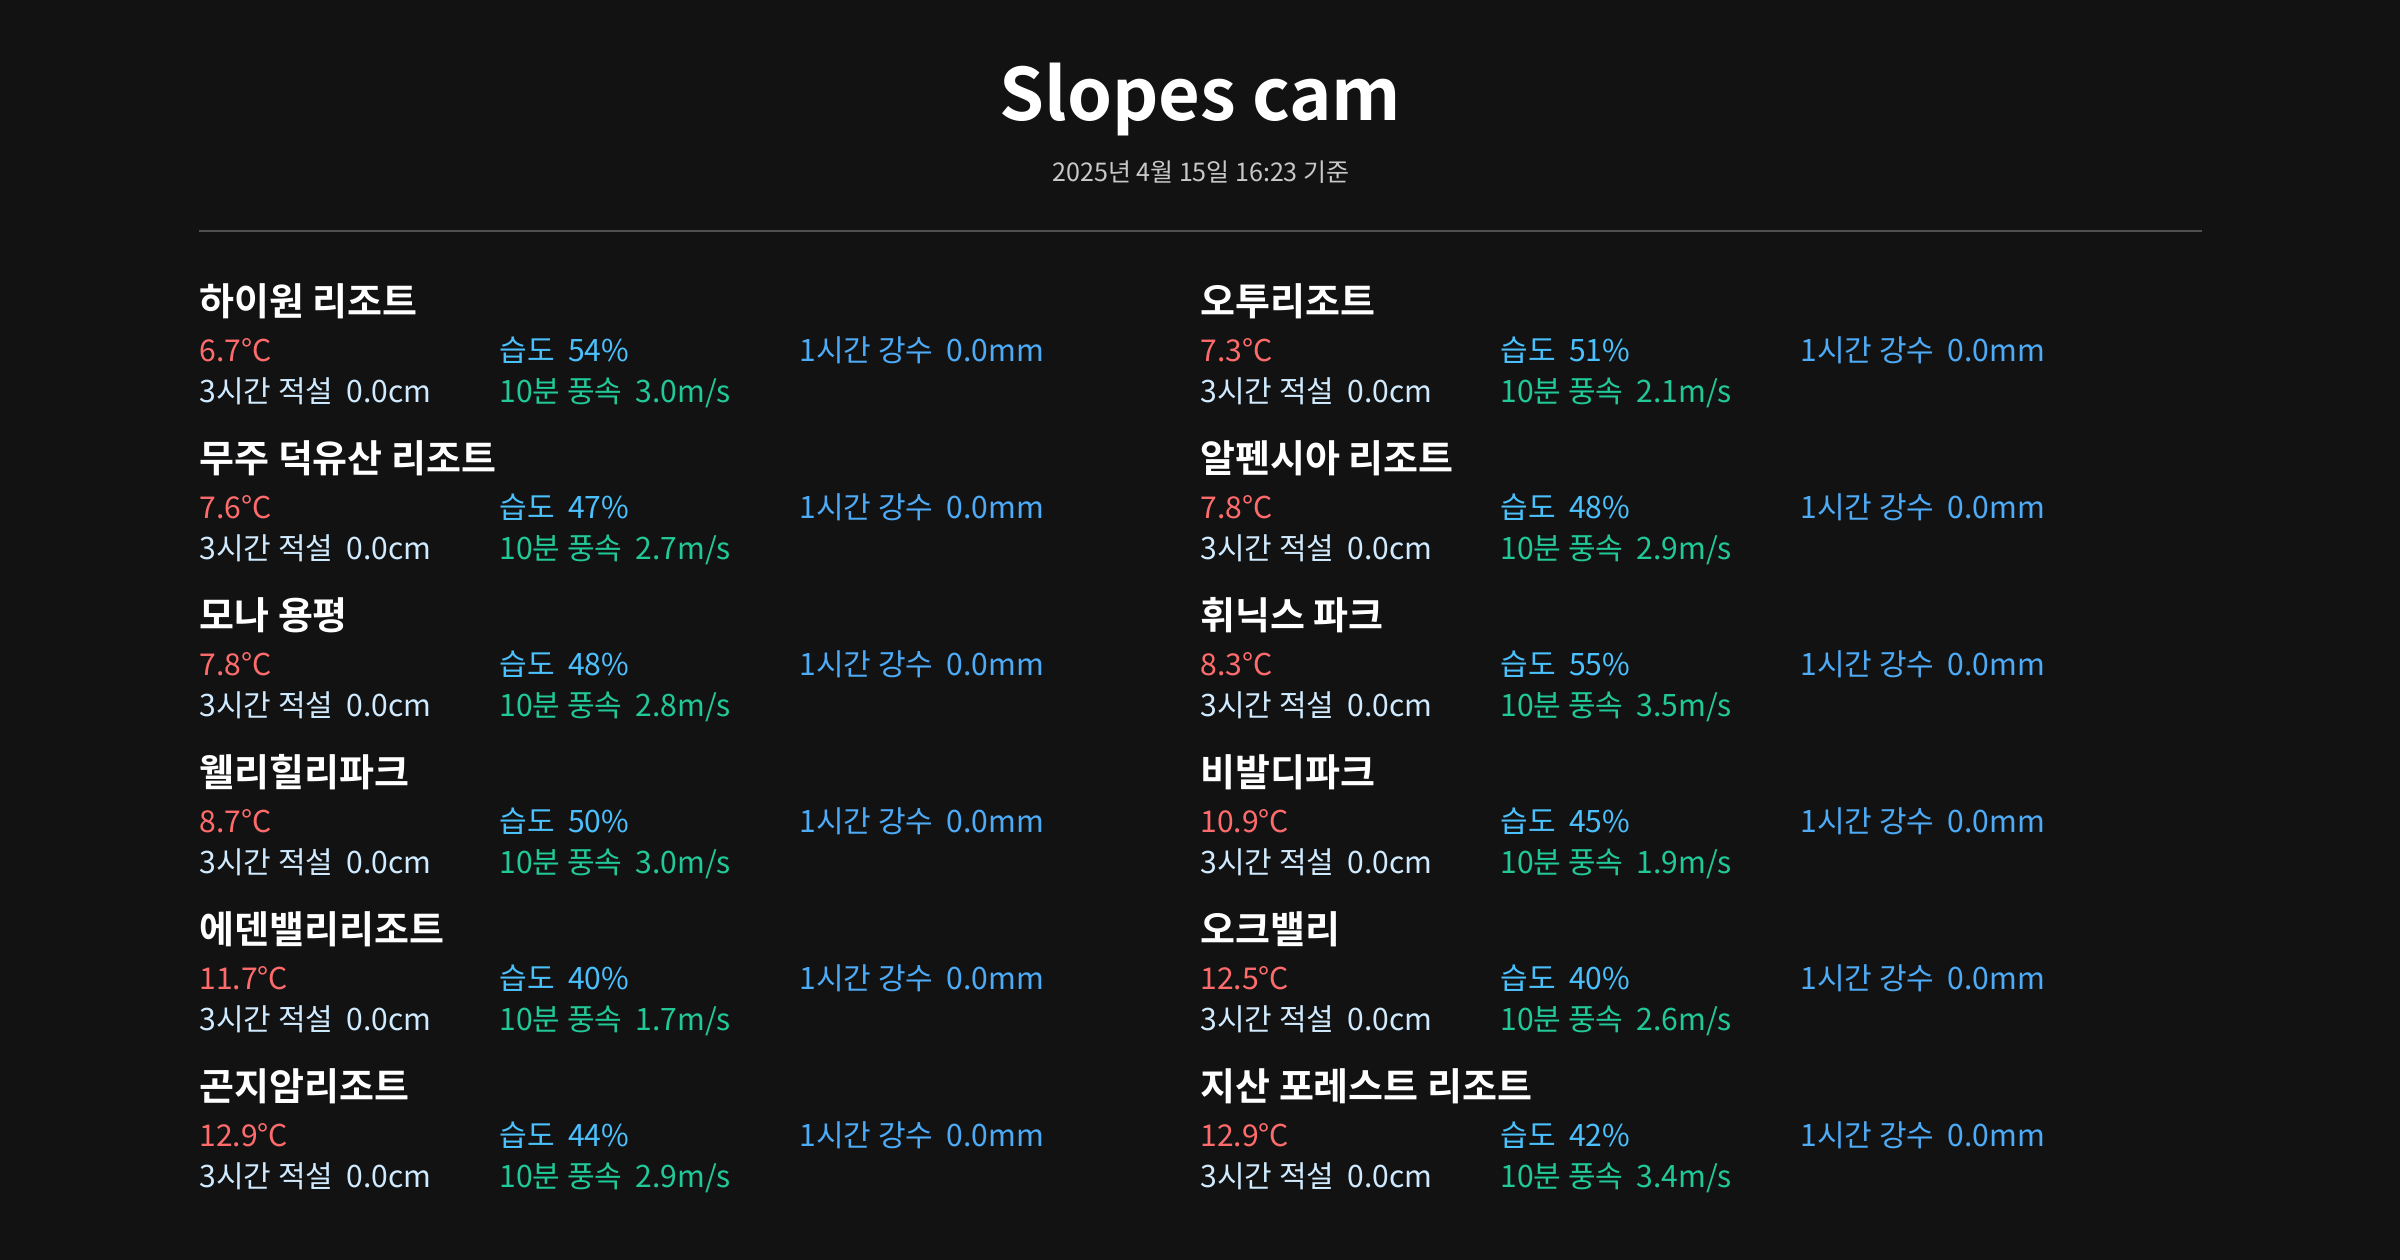 Slopes cam
2025년 4월 15일 16:23 기준
하이원 리조트
6.7°C 습도 54% 1시간 강수 0.0mm
3시간 적설 0.0cm 10분 풍속 3.0m/s
오투리조트
7.3°C 습도 51% 1시간 강수 0.0mm
3시간 적설 0.0cm 10분 풍속 2.1m/s
무주 덕유산 리조트
7.6°C 습도 47% 1시간 강수 0.0mm
3시간 적설 0.0cm 10분 풍속 2.7m/s
알펜시아 리조트
7.8°C 습도 48% 1시간 강수 0.0mm
3시간 적설 0.0cm 10분 풍속 2.9m/s
모나 용평
7.8°C 습도 48% 1시간 강수 0.0mm
3시간 적설 0.0cm 10분 풍속 2.8m/s
휘닉스 파크
8.3°C 습도 55% 1시간 강수 0.0mm
3시간 적설 0.0cm 10분 풍속 3.5m/s
웰리힐리파크
8.7°C 습도 50% 1시간 강수 0.0mm
3시간 적설 0.0cm 10분 풍속 3.0m/s
비발디파크
10.9°C 습도 45% 1시간 강수 0.0mm
3시간 적설 0.0cm 10분 풍속 1.9m/s
에덴밸리리조트
11.7°C 습도 40% 1시간 강수 0.0mm
3시간 적설 0.0cm 10분 풍속 1.7m/s
오크밸리
12.5°C 습도 40% 1시간 강수 0.0mm
3시간 적설 0.0cm 10분 풍속 2.6m/s
곤지암리조트
12.9°C 습도 44% 1시간 강수 0.0mm
3시간 적설 0.0cm 10분 풍속 2.9m/s
지산 포레스트 리조트
12.9°C 습도 42% 1시간 강수 0.0mm
3시간 적설 0.0cm 10분 풍속 3.4m/s